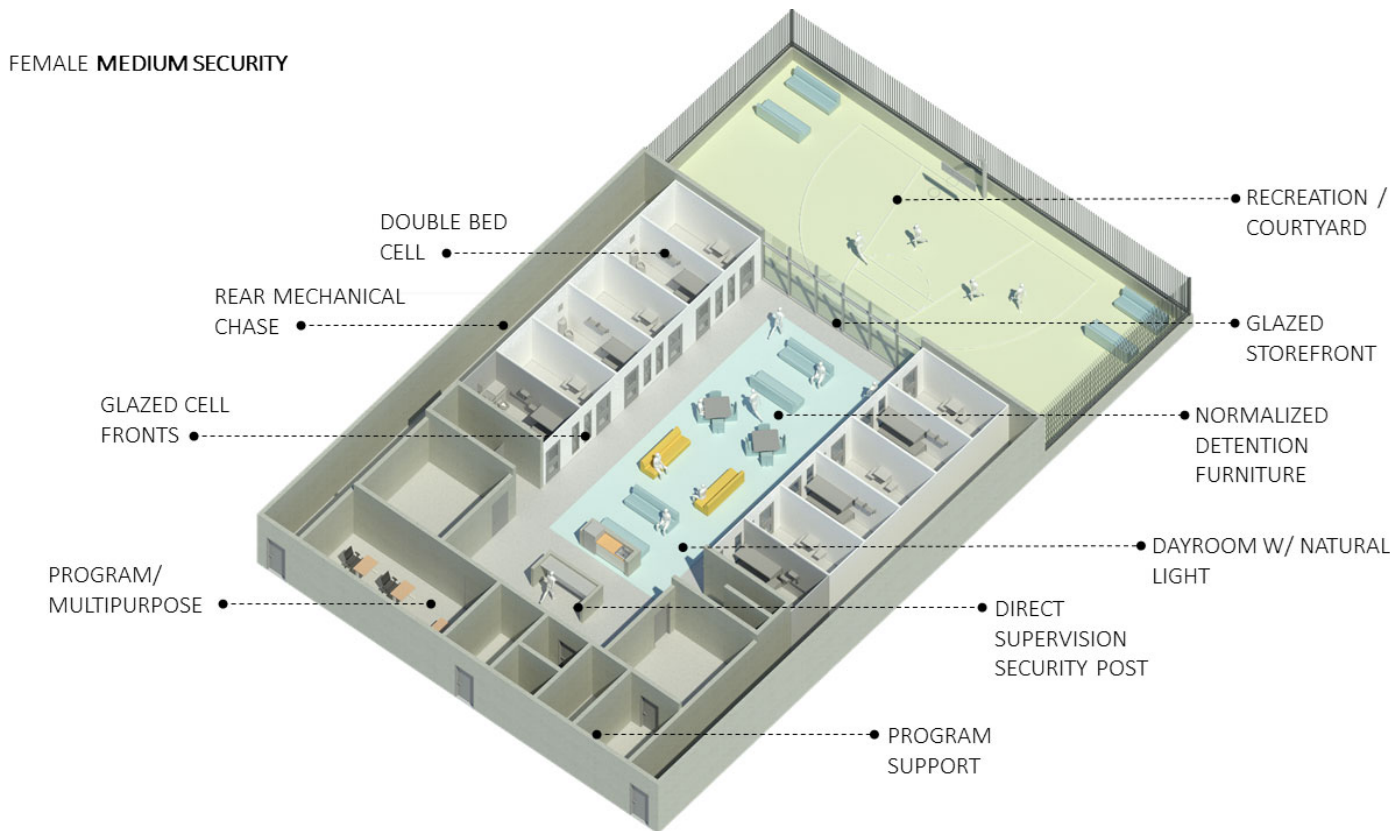 FEMALE MEDIUM SECURITY
DOUBLE BED
CELL
REAR MECHANICAL
CHASE
GLAZED CELL
FRONTS
PROGRAM/
MULTIPURPOSE
RECREATION /
COURTYARD
GLAZED
STOREFRONT
NORMALIZED
DETENTION
FURNITURE
DAYROOM W/ NATURAL
LIGHT
DIRECT
SUPERVISION
SECURITY POST
PROGRAM
SUPPORT